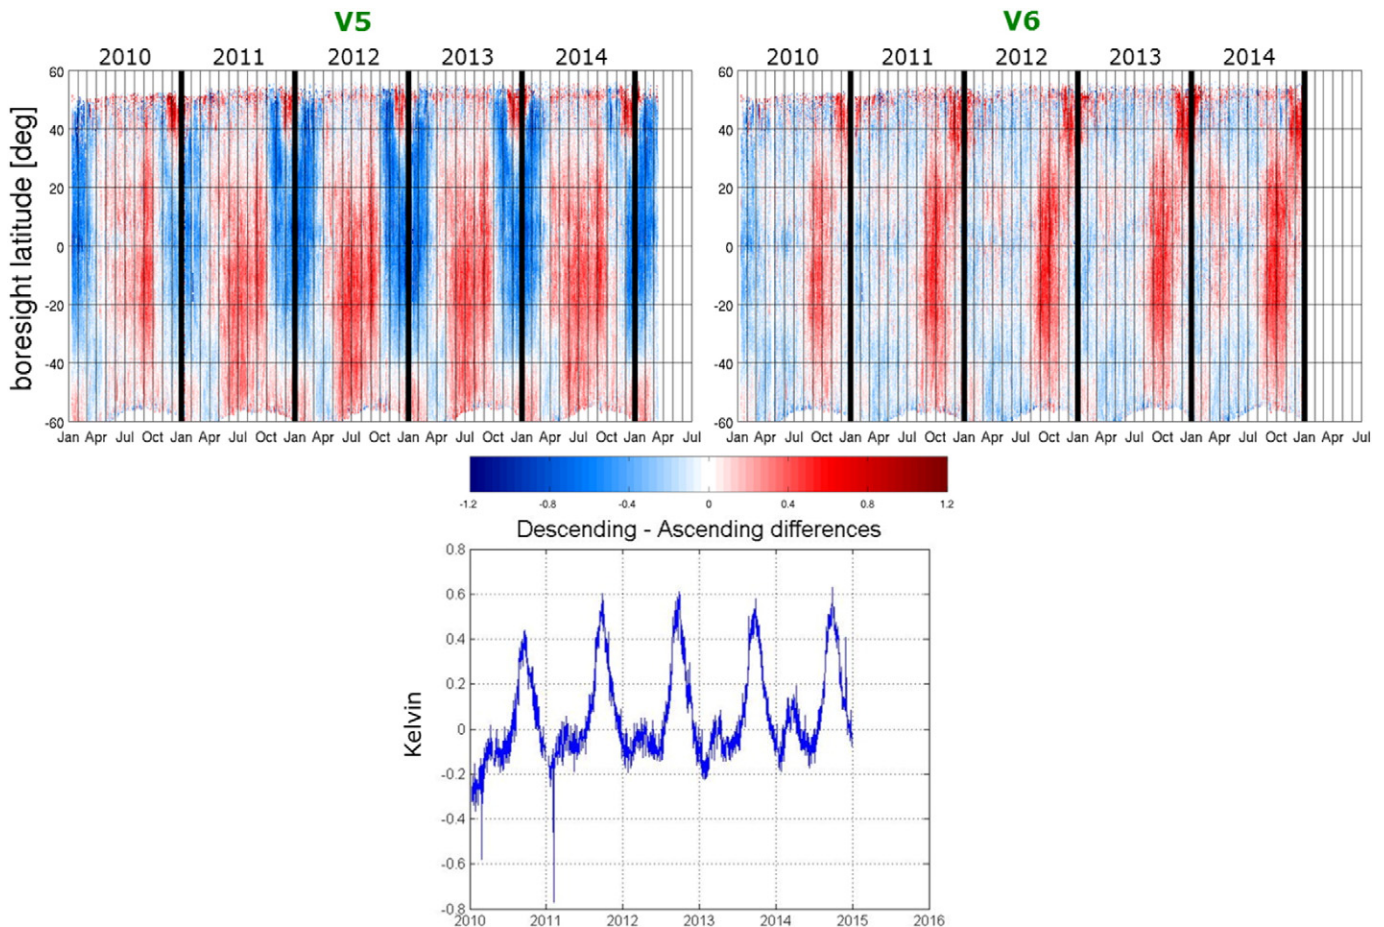 V5
V6
2010 2011 2012 2013 2014
2010 2011 2012 2013 2014
boresight latitude [deg]
60
40
20
0
-20
-40
-60
Jan Apr Jul Oct Jan Apr Jul Oct Jan Apr Jul Oct Jan Apr Jul Oct Jan Apr Jul Oct Jan Apr Jul
60
40
20
0
-20
-40
-60
Jan Apr Jul Oct Jan Apr Jul Oct Jan Apr Jul Oct Jan Apr Jul Oct Jan Apr Jul Oct Jan Apr Jul
-1.2 -0.8 -0.4 0 0.4 0.8 1.2
Descending - Ascending differences
Kelvin
0.8
0.6
0.4
0.2
0
-0.2
-0.4
-0.6
-0.8
2010 2011 2012 2013 2014 2015 2016